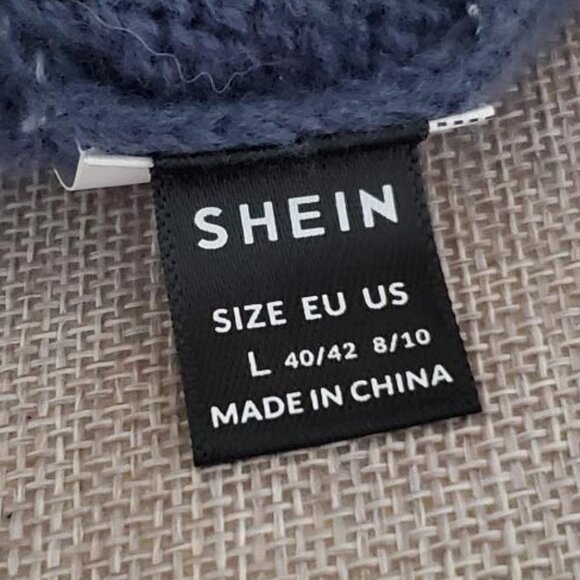 SHEIN
SIZE EU US
L 40/42 8/10
MADE IN CHINA